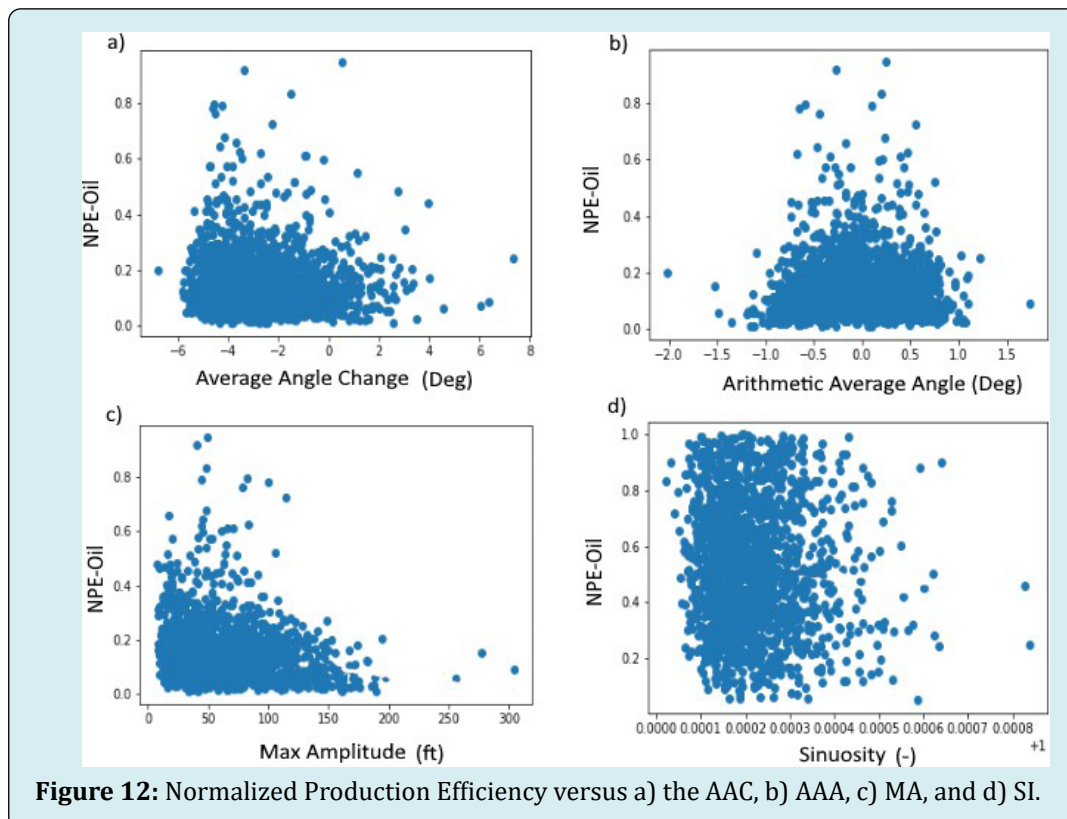 a)
NPE-Oil
0.8
0.6
0.4
0.2
0.0
−6 −4 −2 0 2 4 6 8
Average Angle Change (Deg)
b)
NPE-Oil
0.8
0.6
0.4
0.2
0.0
−2.0 −1.5 −1.0 −0.5 0.0 0.5 1.0 1.5
Arithmetic Average Angle (Deg)
c)
NPE-Oil
0.8
0.6
0.4
0.2
0.0
0 50 100 150 200 250 300
Max Amplitude (ft)
d)
NPE-Oil
1.0
0.8
0.6
0.4
0.2
0.0000 0.0001 0.0002 0.0003 0.0004 0.0005 0.0006 0.0007 0.0008
+1
Sinuosity (-)
Figure 12: Normalized Production Efficiency versus a) the AAC, b) AAA, c) MA, and d) SI.